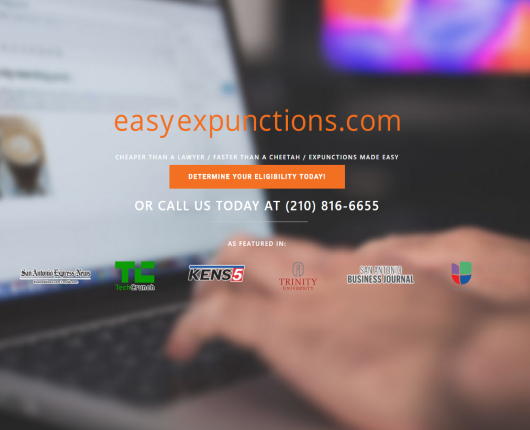 easyexpunctions.com
CHEAPER THAN A LAWYER / FASTER THAN A CHEETAH / EXPUNCTIONS MADE EASY
DETERMINE YOUR ELIGIBILITY TODAY!
OR CALL US TODAY AT (210) 816-6655
AS FEATURED IN:
San Antonio Express-News
TC
TechCrunch
KENS 5
TRINITY
UNIVERSITY
SAN ANTONIO
BUSINESS JOURNAL